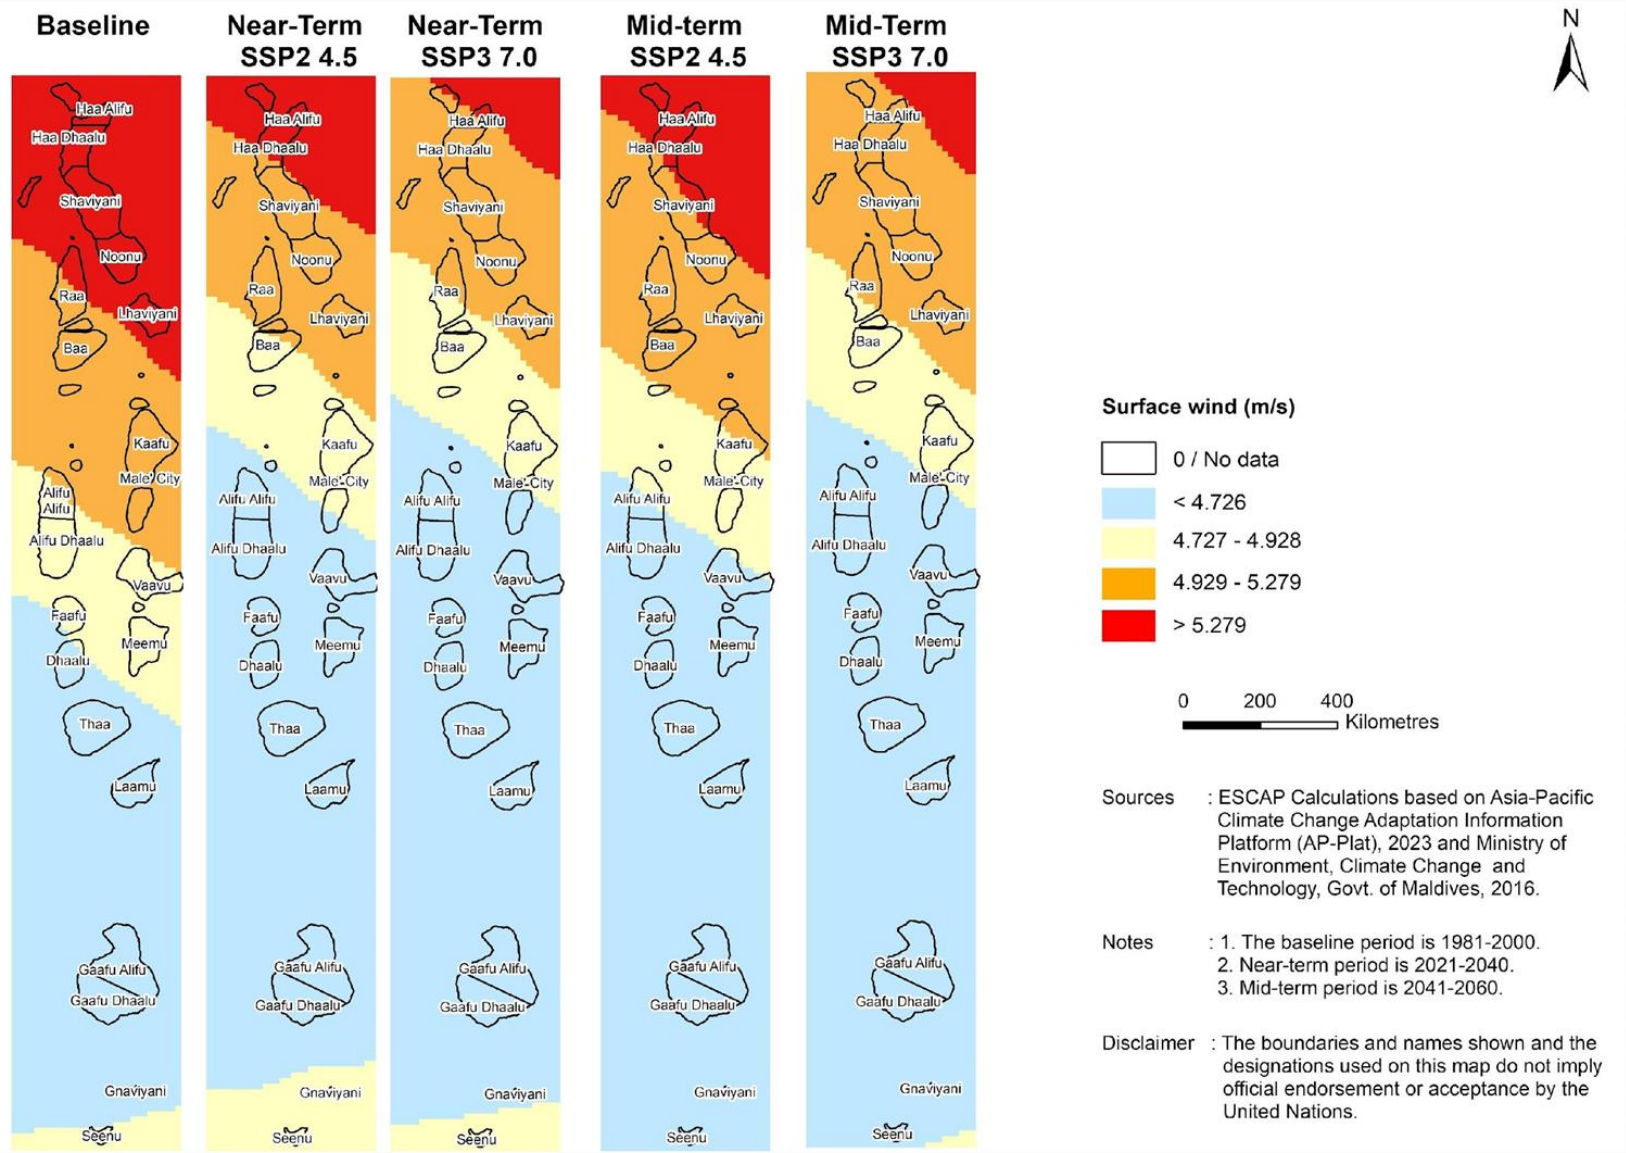 Baseline
Near-Term
SSP2 4.5
Near-Term
SSP3 7.0
Mid-term
SSP2 4.5
Mid-Term
SSP3 7.0
N
Haa Alifu
Haa Dhaalu
Shaviyani
Noonu
Raa
Lhaviyani
Baa
Kaafu
Male' City
Alifu
Alifu
Alifu Dhaalu
Vaavu
Faafu
Meemu
Dhaalu
Thaa
Laamu
Gaafu Alifu
Gaafu Dhaalu
Gnaviyani
Seenu
Haa Alifu
Haa Dhaalu
Shaviyani
Noonu
Raa
Lhaviyani
Baa
Kaafu
Male' City
Alifu Alifu
Alifu Dhaalu
Vaavu
Faafu
Meemu
Dhaalu
Thaa
Laamu
Gaafu Alifu
Gaafu Dhaalu
Gnaviyani
Seenu
Haa Alifu
Haa Dhaalu
Shaviyani
Noonu
Raa
Lhaviyani
Baa
Kaafu
Male' City
Alifu Alifu
Alifu Dhaalu
Vaavu
Faafu
Meemu
Dhaalu
Thaa
Laamu
Gaafu Alifu
Gaafu Dhaalu
Gnaviyani
Seenu
Haa Alifu
Haa Dhaalu
Shaviyani
Noonu
Raa
Lhaviyani
Baa
Kaafu
Male' City
Alifu Alifu
Alifu Dhaalu
Vaavu
Faafu
Meemu
Dhaalu
Thaa
Laamu
Gaafu Alifu
Gaafu Dhaalu
Gnaviyani
Seenu
Haa Alifu
Haa Dhaalu
Shaviyani
Noonu
Raa
Lhaviyani
Baa
Kaafu
Male' City
Alifu Alifu
Alifu Dhaalu
Vaavu
Faafu
Meemu
Dhaalu
Thaa
Laamu
Gaafu Alifu
Gaafu Dhaalu
Gnaviyani
Seenu
Surface wind (m/s)
0 / No data
< 4.726
4.727 - 4.928
4.929 - 5.279
> 5.279
0 200 400
Kilometres
Sources : ESCAP Calculations based on Asia-Pacific
Climate Change Adaptation Information
Platform (AP-Plat), 2023 and Ministry of
Environment, Climate Change and
Technology, Govt. of Maldives, 2016.
Notes : 1. The baseline period is 1981-2000.
2. Near-term period is 2021-2040.
3. Mid-term period is 2041-2060.
Disclaimer : The boundaries and names shown and the
designations used on this map do not imply
official endorsement or acceptance by the
United Nations.